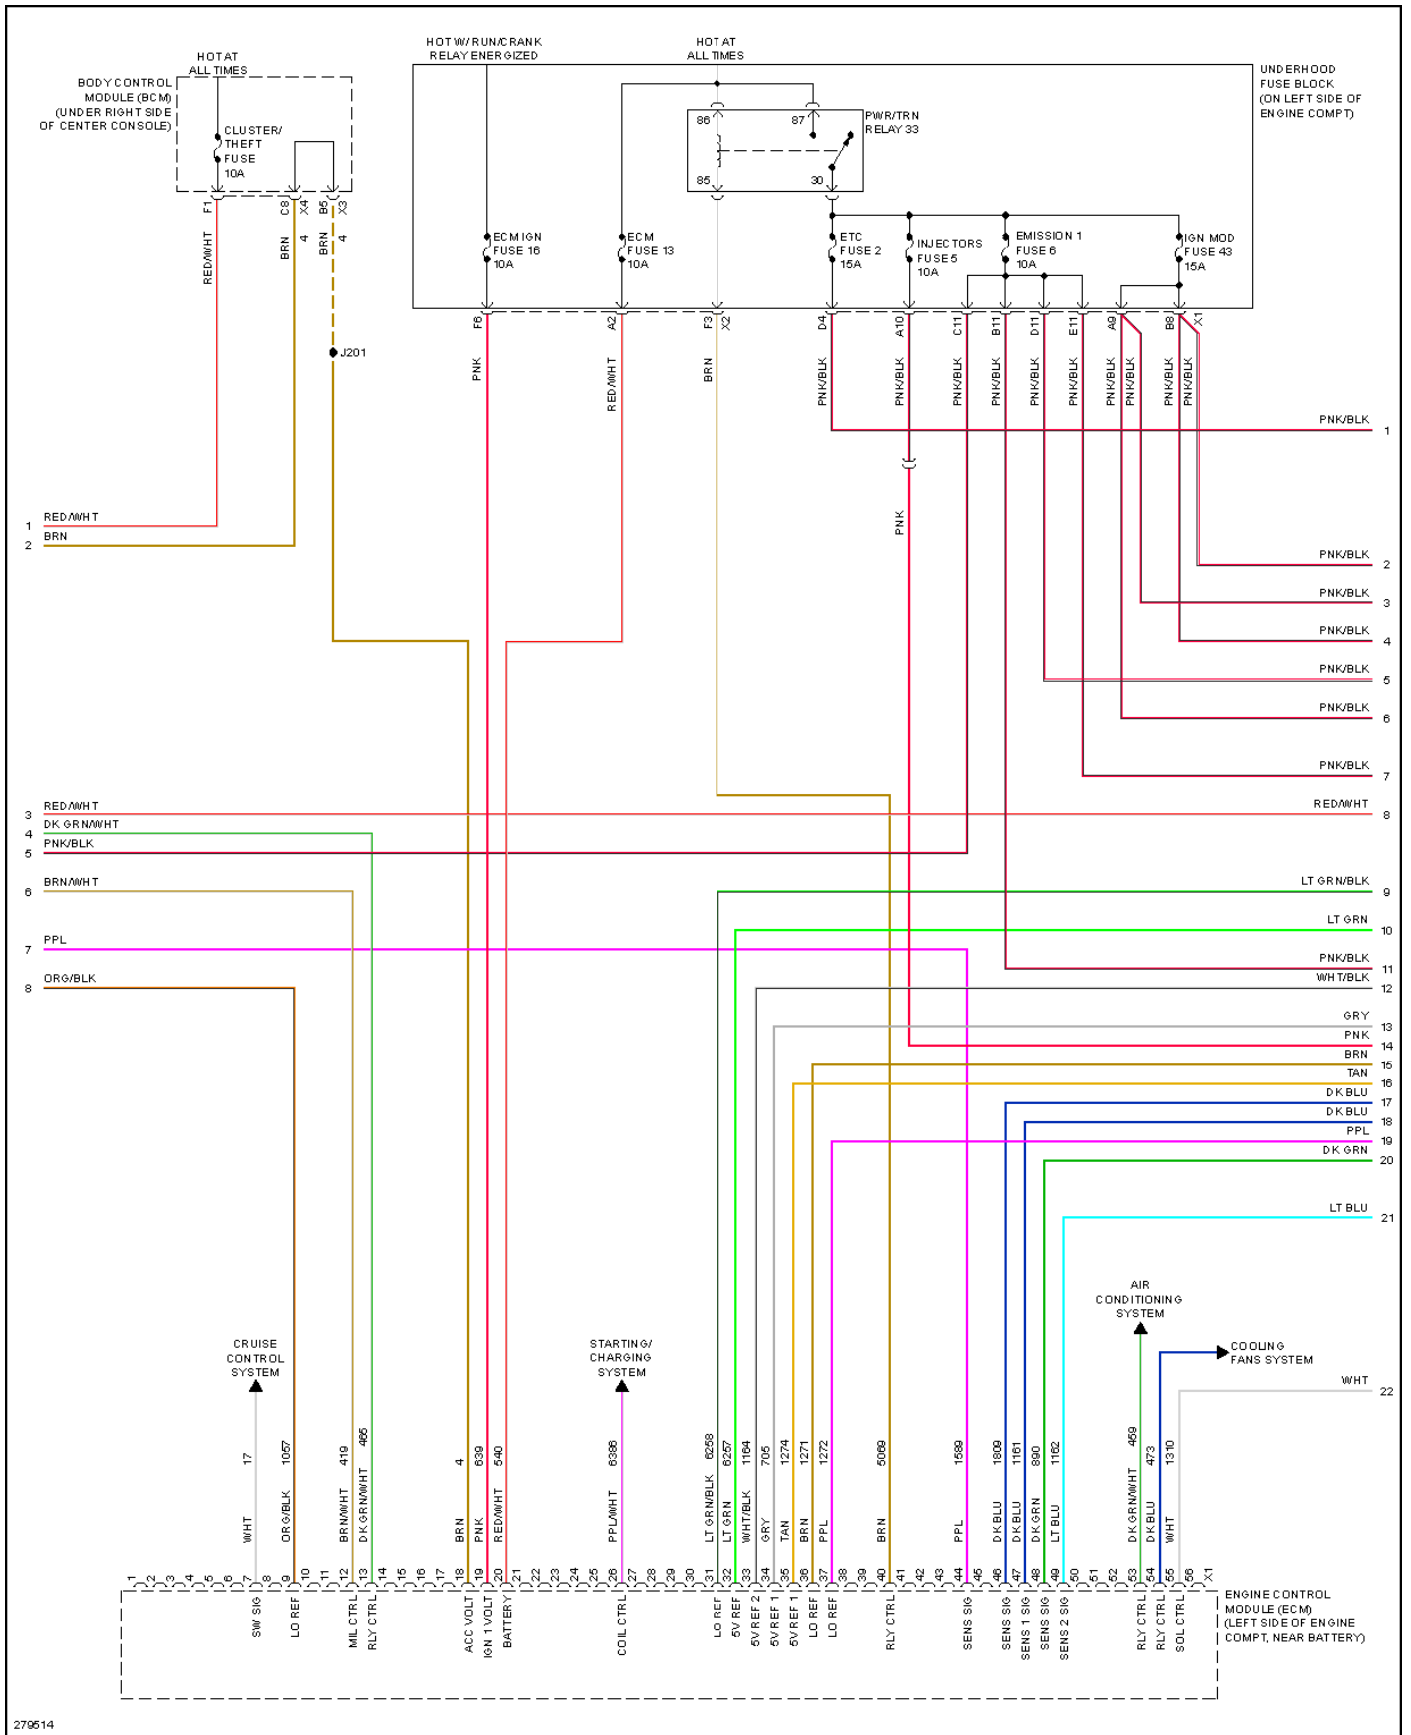 HOT AT
ALL TIMES
BODY CONTROL
MODULE (BCM)
(UNDER RIGHT SIDE
OF CENTER CONSOLE)
CLUSTER/
THEFT
FUSE
10A
HOT W/ RUN/CRANK
RELAY ENERGIZED
HOT AT
ALL TIMES
UNDERHOOD
FUSE BLOCK
(ON LEFT SIDE OF
ENGINE COMPT)
86
87
PWR/TRN
RELAY 33
85
30
ECM IGN
FUSE 16
10A
ECM
FUSE 13
10A
ETC
FUSE 2
15A
INJECTORS
FUSE 5
10A
EMISSION 1
FUSE 6
10A
IGN MOD
FUSE 43
15A
F1
C8
X4
B5
X3
F6
A2
F3
X2
D4
A10
C11
B11
D11
E11
A9
B8
X1
RED/WHT
BRN
4
BRN
4
J201
PNK
RED/WHT
BRN
PNK/BLK
PNK/BLK
PNK/BLK
PNK/BLK
PNK/BLK
PNK/BLK
PNK/BLK
PNK/BLK
PNK/BLK
PNK/BLK
PNK
1 RED/WHT
2 BRN
3 RED/WHT
4 DK GRN/WHT
5 PNK/BLK
6 BRN/WHT
7 PPL
8 ORG/BLK
PNK/BLK 1
PNK/BLK 2
PNK/BLK 3
PNK/BLK 4
PNK/BLK 5
PNK/BLK 6
PNK/BLK 7
RED/WHT 8
LT GRN/BLK 9
LT GRN 10
PNK/BLK 11
WHT/BLK 12
GRY 13
PNK 14
BRN 15
TAN 16
DK BLU 17
DK BLU 18
PPL 19
DK GRN 20
LT BLU 21
WHT 22
CRUISE
CONTROL
SYSTEM
STARTING/
CHARGING
SYSTEM
AIR
CONDITIONING
SYSTEM
COOLING
FANS SYSTEM
17
1057
419
465
4
639
540
6386
6258
6257
1164
705
1274
1271
1272
5069
1589
1809
1161
890
1162
459
473
1310
WHT
ORG/BLK
BRN/WHT
DK GRN/WHT
BRN
PNK
RED/WHT
PPL/WHT
LT GRN/BLK
LT GRN
WHT/BLK
GRY
TAN
BRN
PPL
BRN
PPL
DK BLU
DK BLU
DK GRN
LT BLU
DK GRN/WHT
DK BLU
WHT
1 2 3 4 5 6 7 8 9 10 11 12 13 14 15 16 17 18 19 20 21 22 23 24 25 26 27 28 29 30 31 32 33 34 35 36 37 38 39 40 41 42 43 44 45 46 47 48 49 50 51 52 53 54 55 56 X1
SW SIG
LO REF
MIL CTRL
RLY CTRL
ACC VOLT
IGN 1 VOLT
BATTERY
COIL CTRL
LO REF
5V REF
5V REF 2
5V REF 1
5V REF 1
LO REF
LO REF
RLY CTRL
SENS SIG
SENS SIG
SENS 1 SIG
SENS SIG
SENS 2 SIG
RLY CTRL
RLY CTRL
SOL CTRL
ENGINE CONTROL
MODULE (ECM)
(LEFT SIDE OF ENGINE
COMPT, NEAR BATTERY)
279514